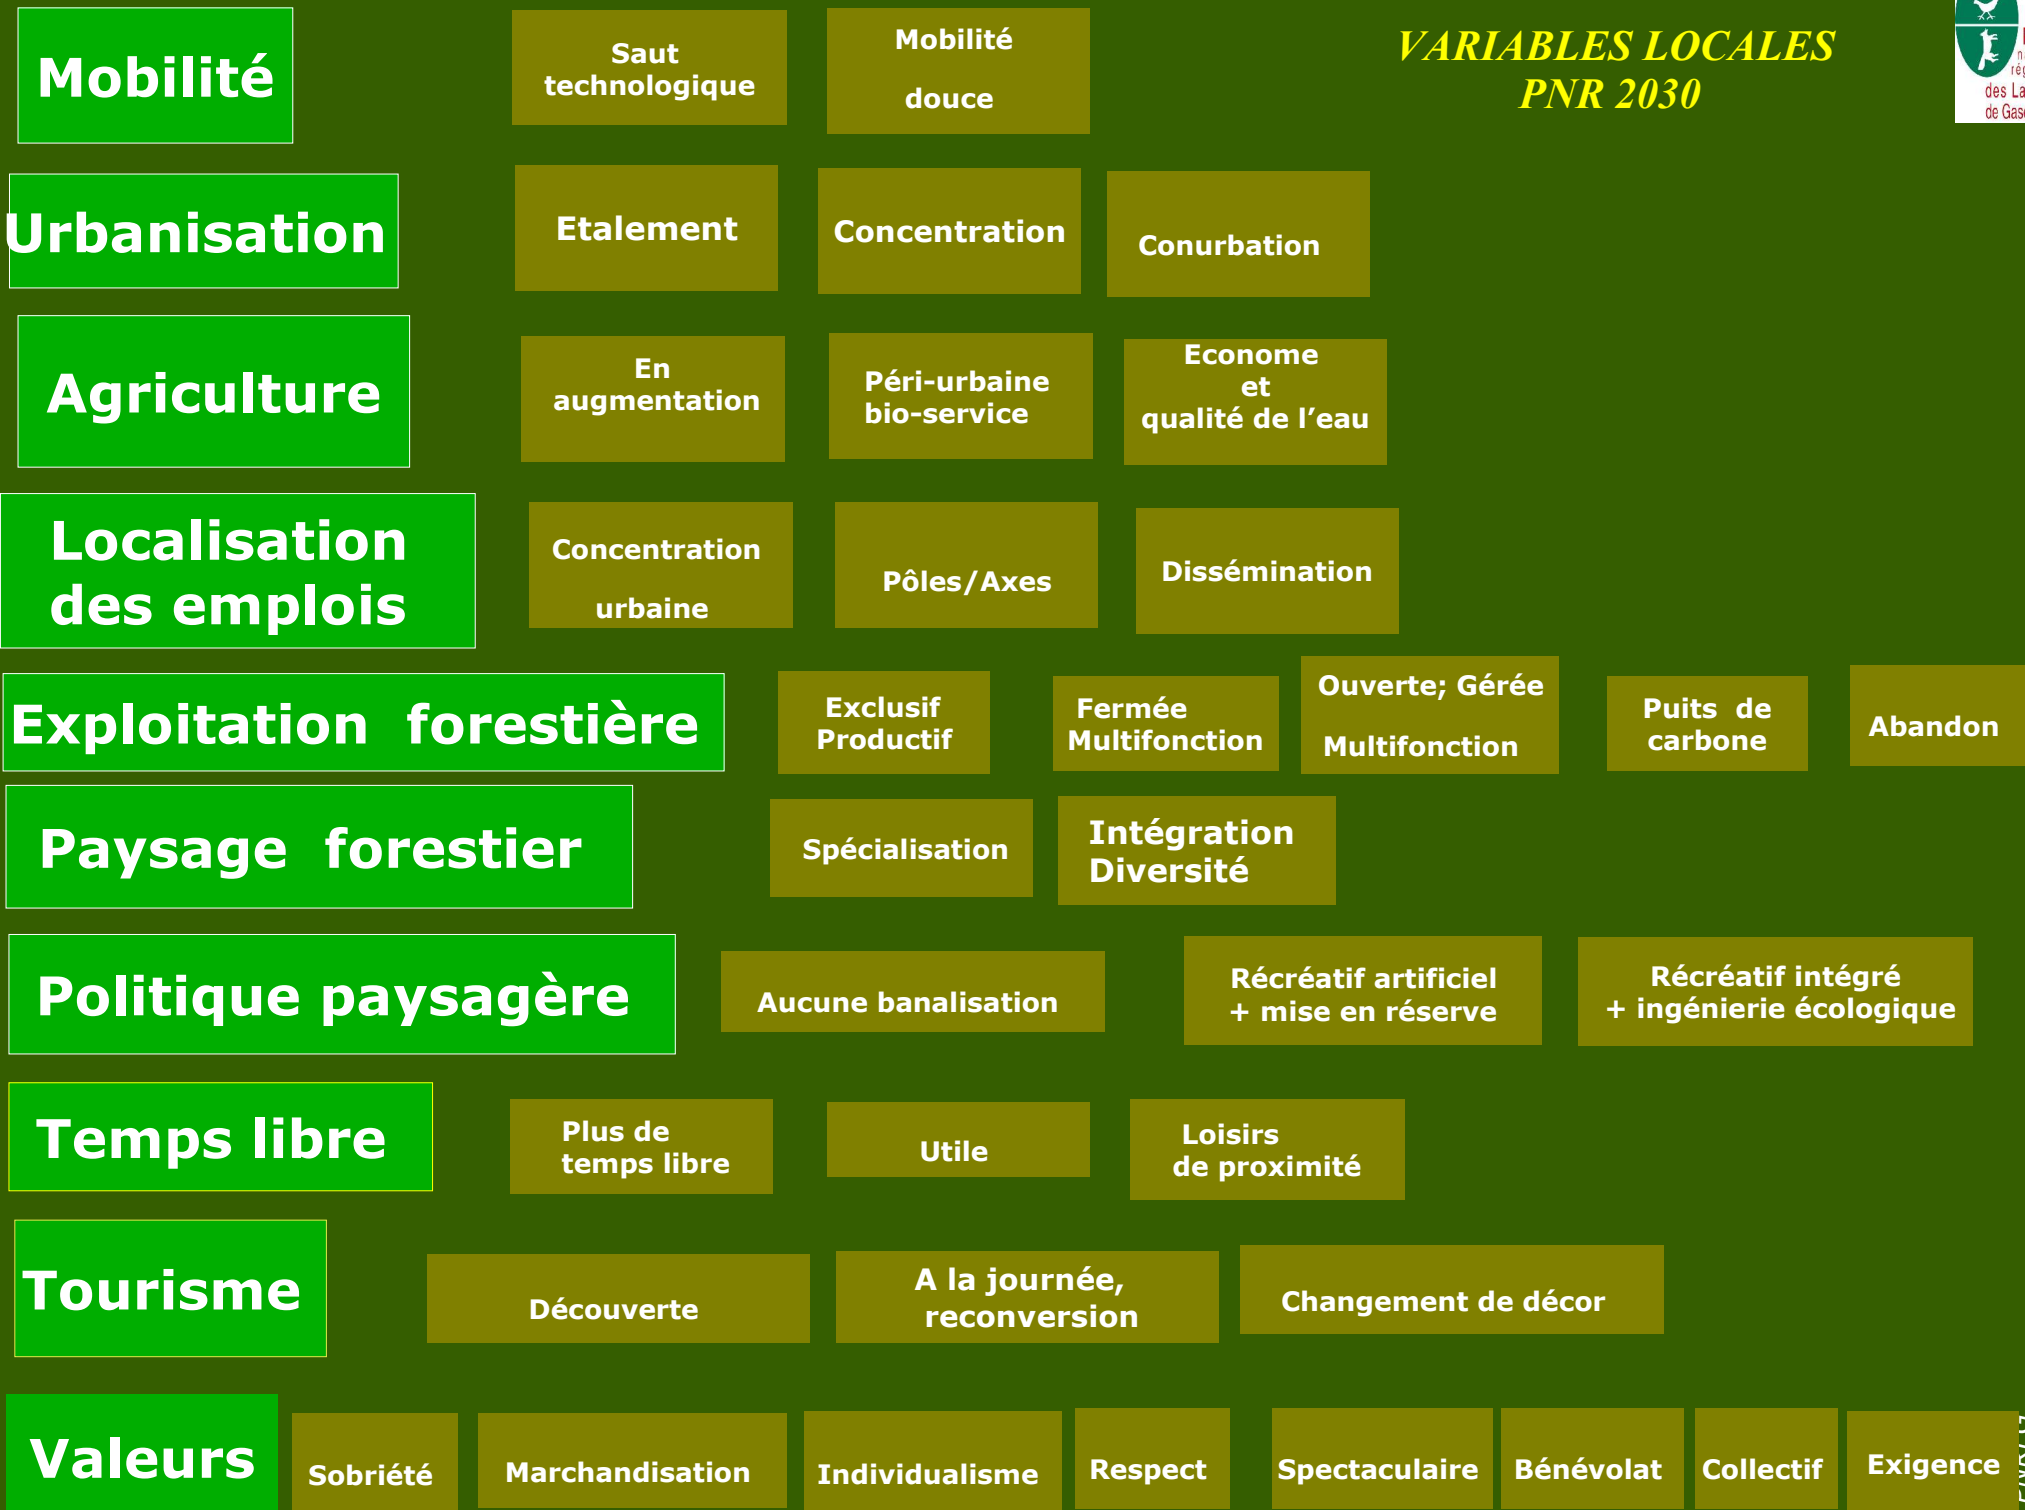 Mobilité
Saut
technologique
Mobilité
douce
VARIABLES LOCALES
PNR 2030
Urbanisation
Etalement
Concentration
Conurbation
Agriculture
En
augmentation
Péri-urbaine
bio-service
Econome
et
qualité de l’eau
Localisation
des emplois
Concentration
urbaine
Pôles/Axes
Dissémination
Exploitation forestière
Exclusif
Productif
Fermée
Multifonction
Ouverte; Gérée
Multifonction
Puits de
carbone
Abandon
Paysage forestier
Spécialisation
Intégration
Diversité
Politique paysagère
Aucune banalisation
Récréatif artificiel
+ mise en réserve
Récréatif intégré
+ ingénierie écologique
Temps libre
Plus de
temps libre
Utile
Loisirs
de proximité
Tourisme
Découverte
A la journée,
reconversion
Changement de décor
Valeurs
Sobriété
Marchandisation
Individualisme
Respect
Spectaculaire
Bénévolat
Collectif
Exigence